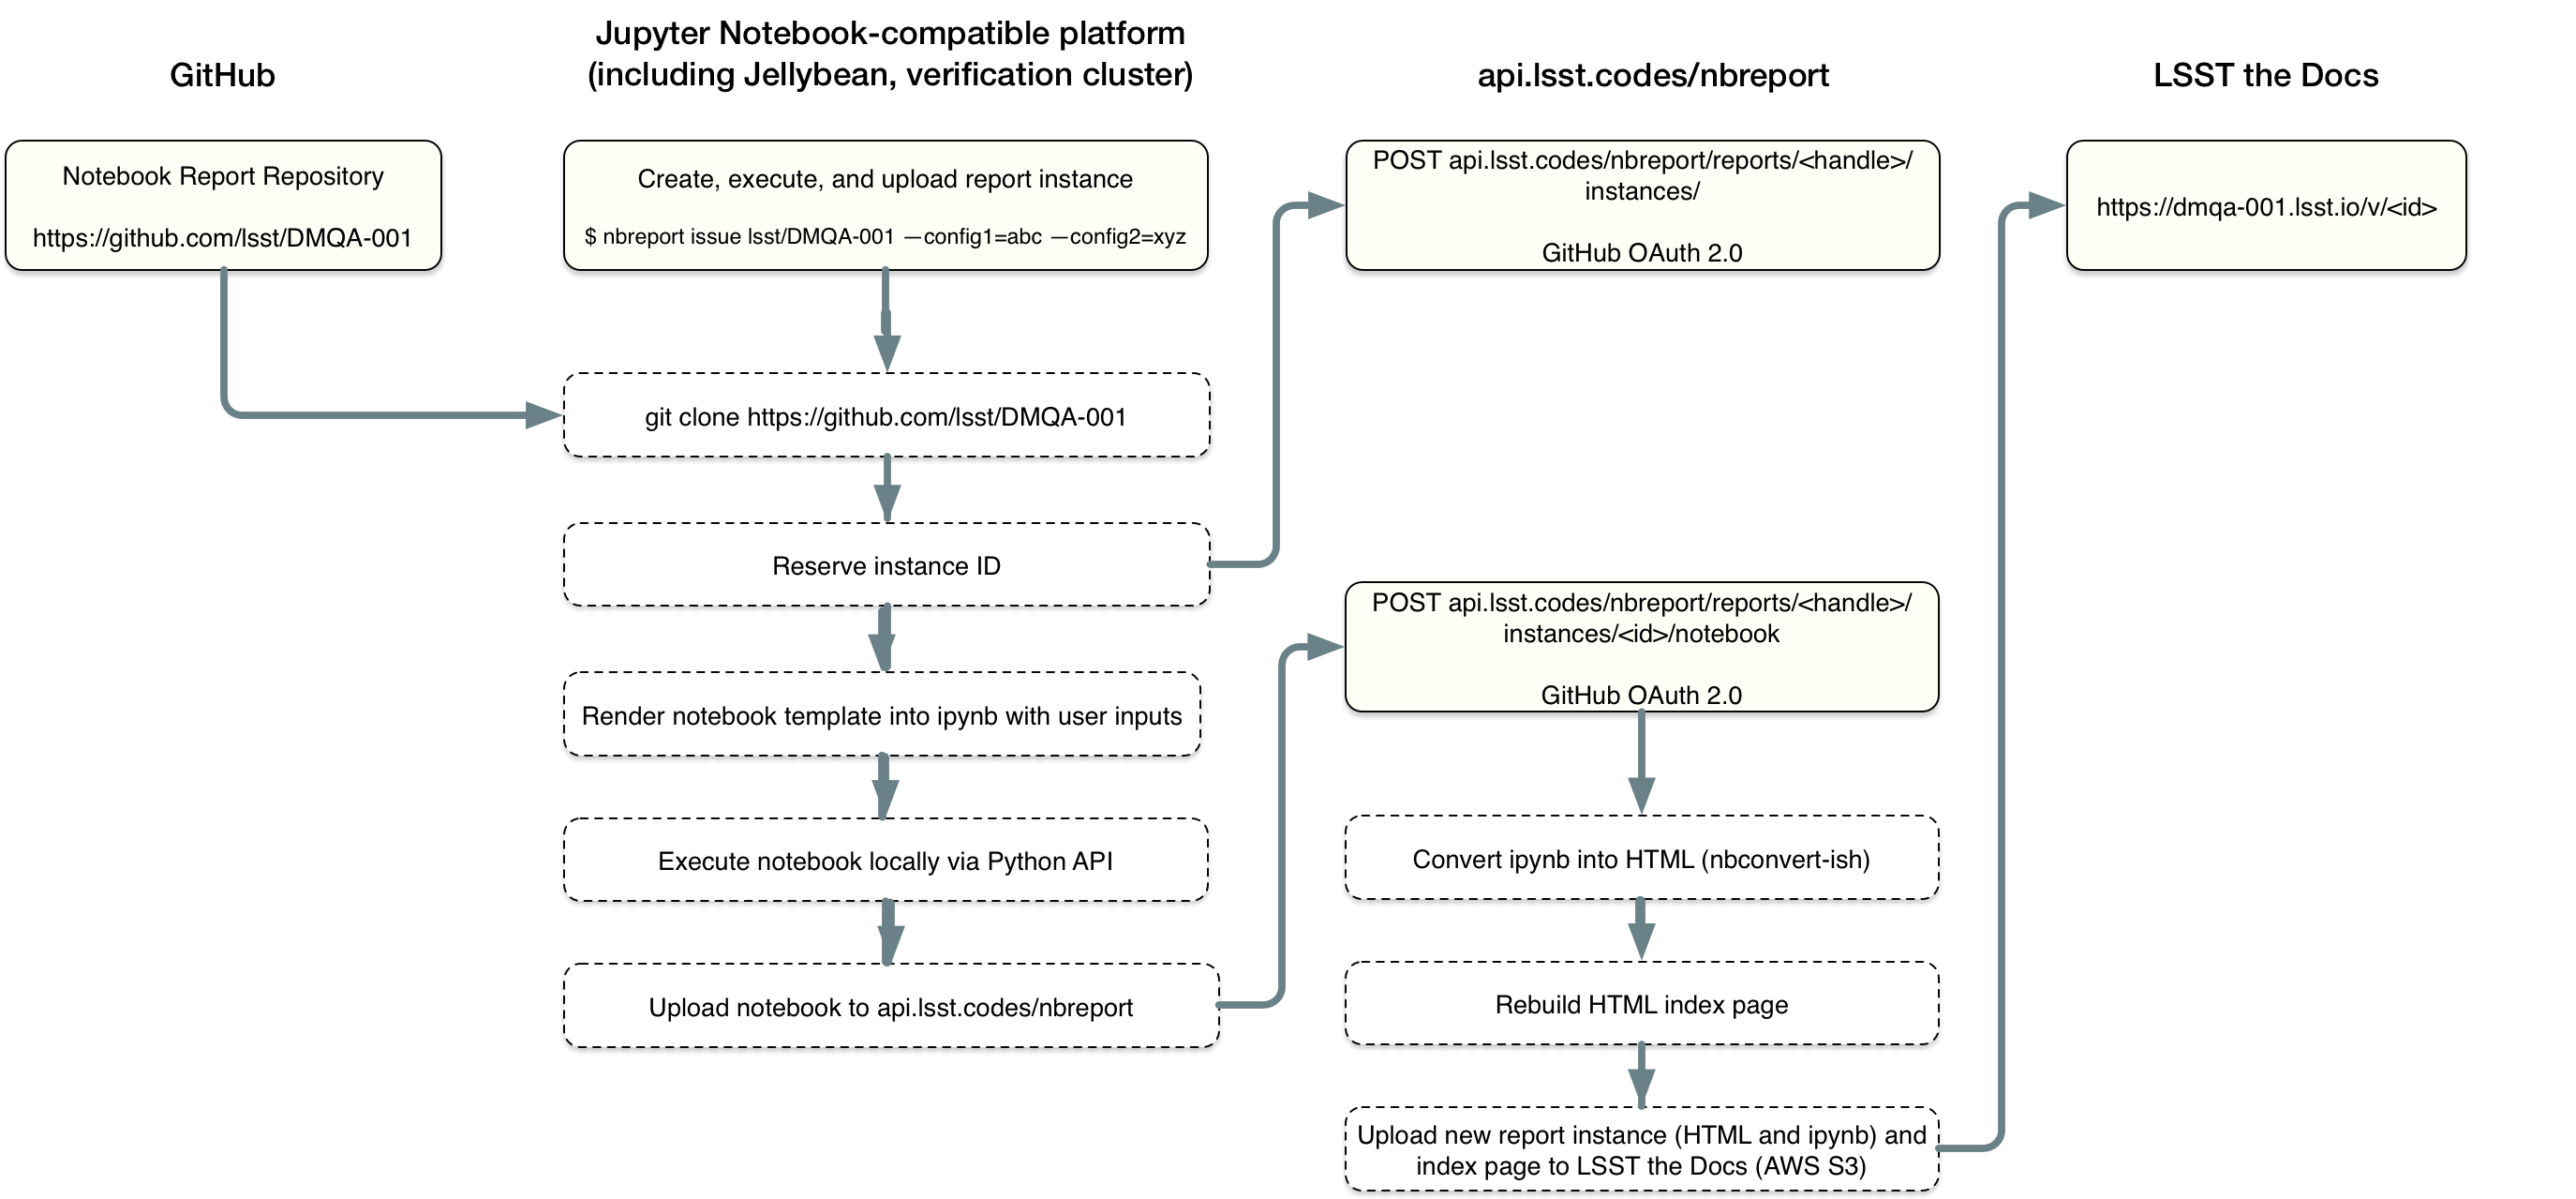 GitHub
Jupyter Notebook-compatible platform
(including Jellybean, verification cluster)
api.lsst.codes/nbreport
LSST the Docs
Notebook Report Repository
https://github.com/lsst/DMQA-001
Create, execute, and upload report instance
$ nbreport issue lsst/DMQA-001 —config1=abc —config2=xyz
POST api.lsst.codes/nbreport/reports/<handle>/
instances/
GitHub OAuth 2.0
https://dmqa-001.lsst.io/v/<id>
git clone https://github.com/lsst/DMQA-001
Reserve instance ID
Render notebook template into ipynb with user inputs
Execute notebook locally via Python API
Upload notebook to api.lsst.codes/nbreport
POST api.lsst.codes/nbreport/reports/<handle>/
instances/<id>/notebook
GitHub OAuth 2.0
Convert ipynb into HTML (nbconvert-ish)
Rebuild HTML index page
Upload new report instance (HTML and ipynb) and
index page to LSST the Docs (AWS S3)